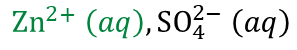 Zn²⁺ (aq), SO₄²⁻ (aq)